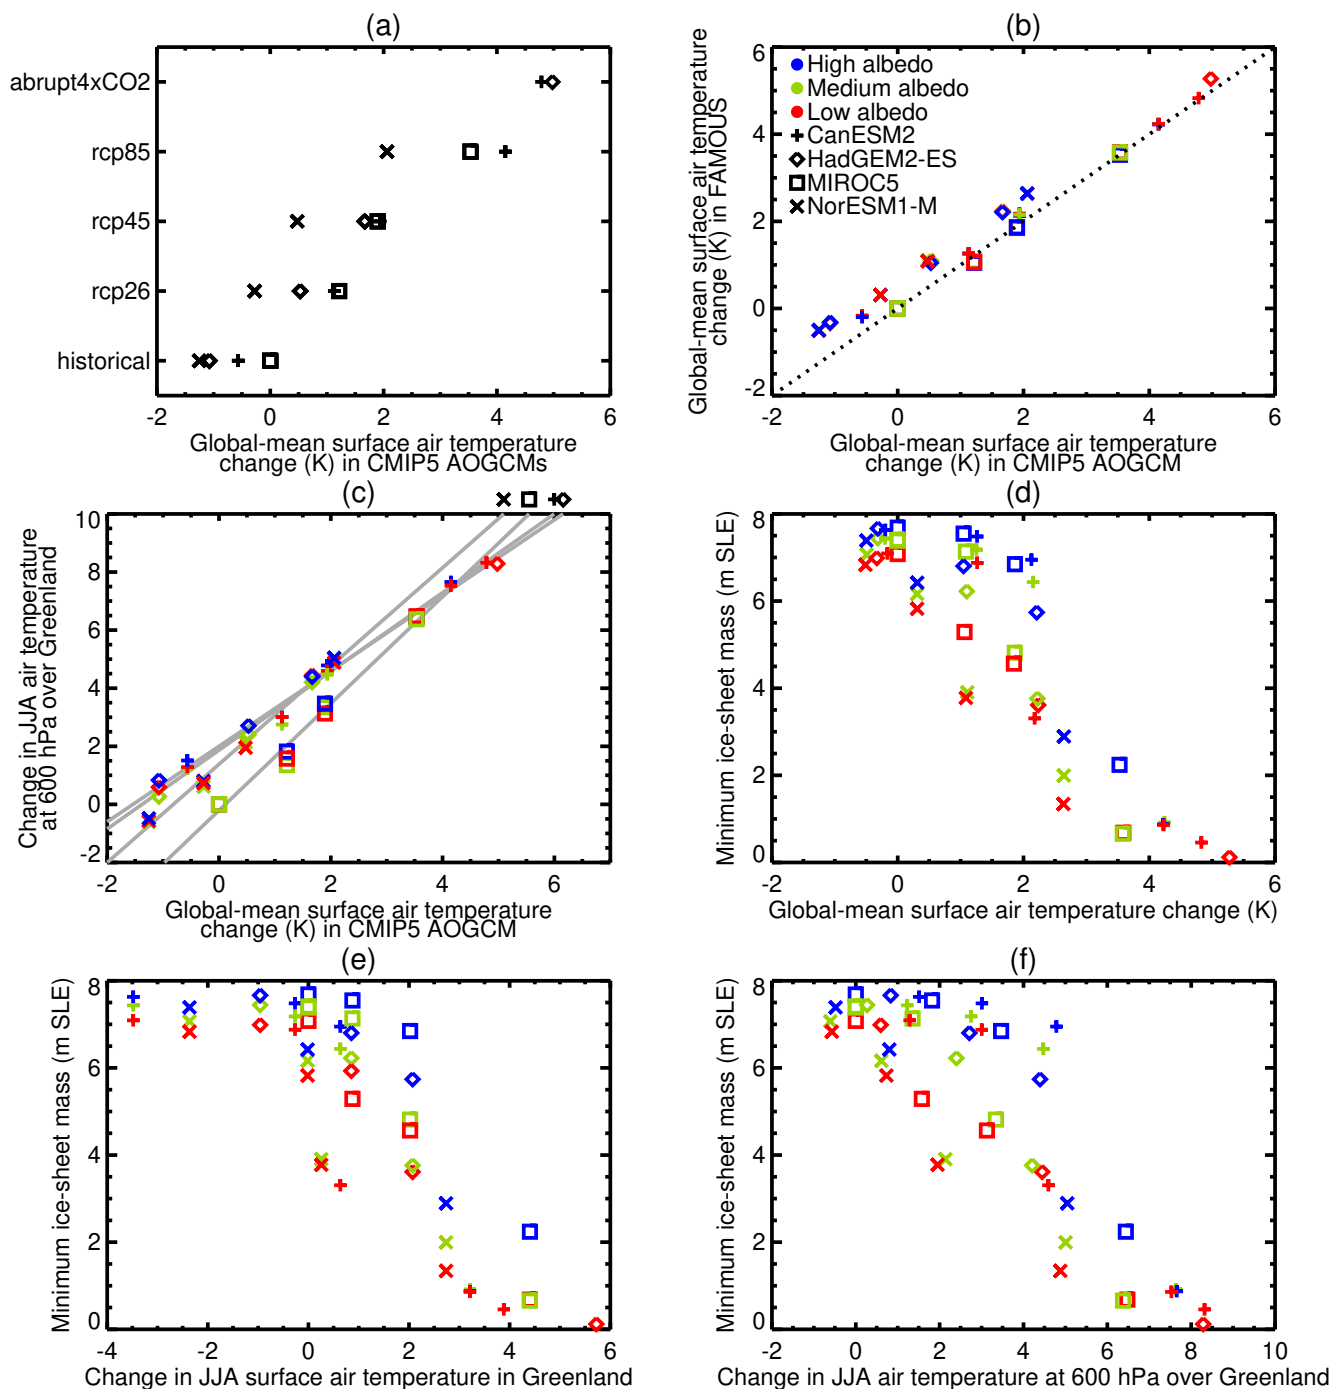 (a)
abrupt4xCO2
rcp85
rcp45
rcp26
historical
-2 0 2 4 6
Global-mean surface air temperature
change (K) in CMIP5 AOGCMs
(b)
Global-mean surface air temperature
change (K) in FAMOUS
6
4
2
0
-2
High albedo
Medium albedo
Low albedo
CanESM2
HadGEM2-ES
MIROC5
NorESM1-M
-2 0 2 4 6
Global-mean surface air temperature
change (K) in CMIP5 AOGCM
(c)
Change in JJA air temperature
at 600 hPa over Greenland
10
8
6
4
2
0
-2
-2 0 2 4 6
Global-mean surface air temperature
change (K) in CMIP5 AOGCM
(d)
Minimum ice-sheet mass (m SLE)
8
6
4
2
0
-2 0 2 4 6
Global-mean surface air temperature change (K)
(e)
Minimum ice-sheet mass (m SLE)
8
6
4
2
0
-4 -2 0 2 4 6
Change in JJA surface air temperature in Greenland
(f)
Minimum ice-sheet mass (m SLE)
8
6
4
2
0
-2 0 2 4 6 8 10
Change in JJA air temperature at 600 hPa over Greenland